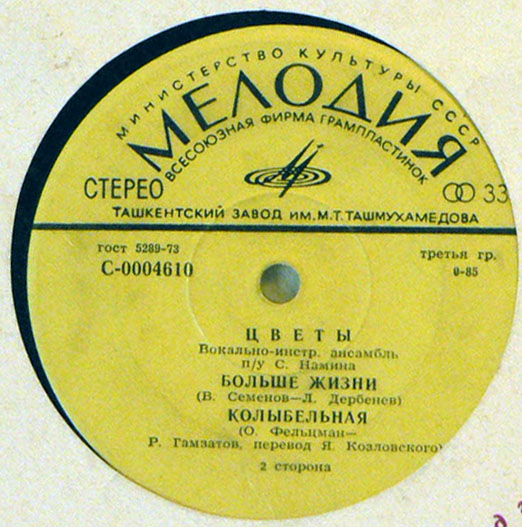 МИНИСТЕРСТВО КУЛЬТУРЫ СССР
МЕЛОДИЯ
ВСЕСОЮЗНАЯ ФИРМА ГРАМПЛАСТИНОК
СТЕРЕО
33
ТАШКЕНТСКИЙ ЗАВОД ИМ.М.Т.ТАШМУХАМЕДОВА
гост 5289-73
третья гр.
С-0004610
0-85
ЦВЕТЫ
Вокально-инстр. ансамбль
п/у С. Намина
БОЛЬШЕ ЖИЗНИ
(В. Семенов—Л. Дербенев)
КОЛЫБЕЛЬНАЯ
(О. Фельцман—
Р. Гамзатов, перевод Я. Козловского)
2 сторона